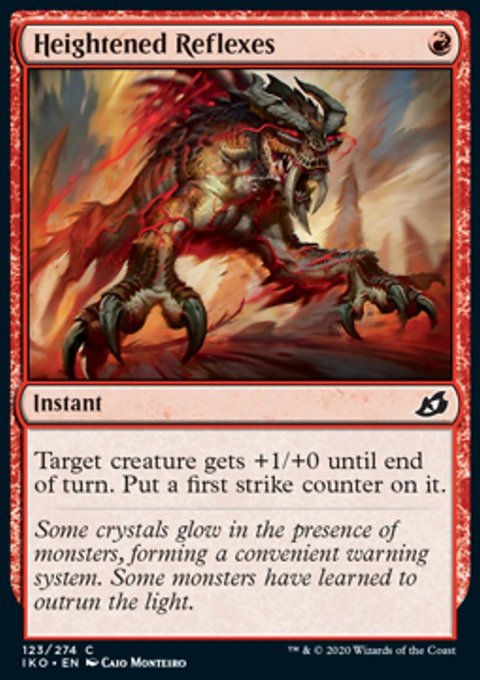 Heightened Reflexes
Instant
Target creature gets +1/+0 until end
of turn. Put a first strike counter on it.
Some crystals glow in the presence of
monsters, forming a convenient warning
system. Some monsters have learned to
outrun the light.
123/274 C
IKO • EN Caio Monteiro
™ & © 2020 Wizards of the Coast